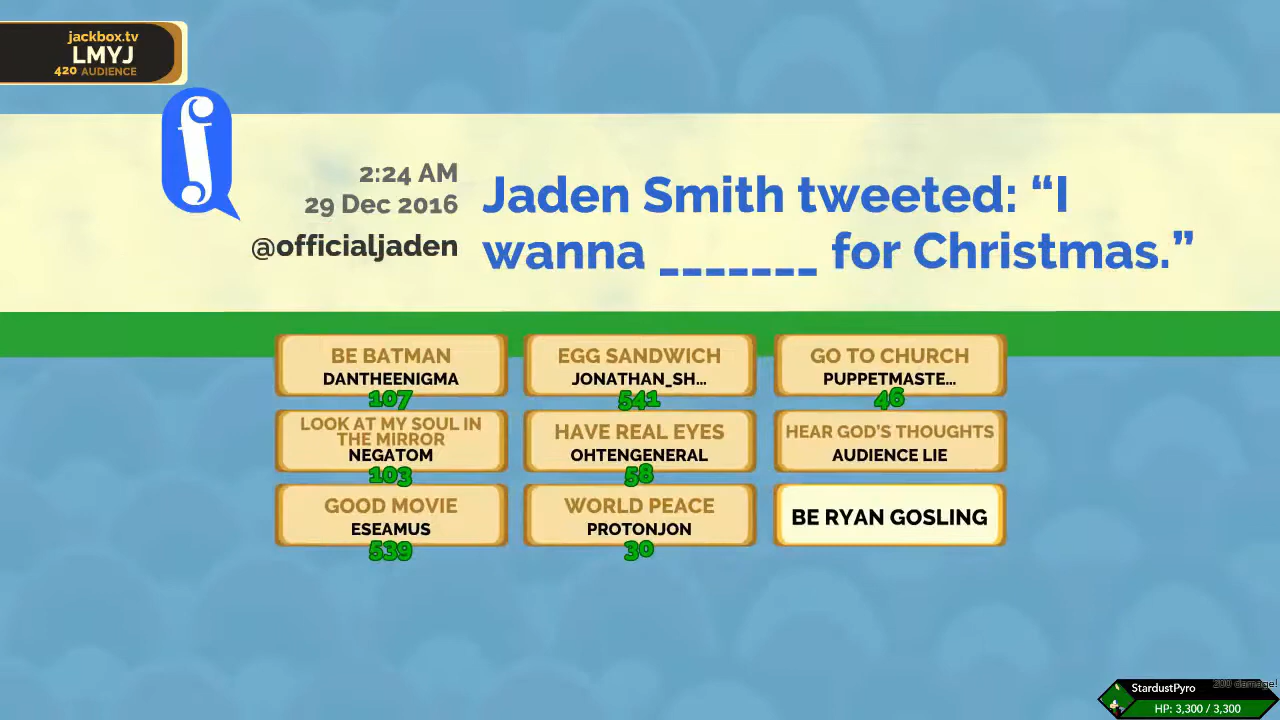 jackbox.tv
LMYJ
420 AUDIENCE
f
2:24 AM
29 Dec 2016
@officialjaden
Jaden Smith tweeted: “I
wanna _______ for Christmas.”
BE BATMAN
DANTHEENIGMA
107
EGG SANDWICH
JONATHAN_SH...
541
GO TO CHURCH
PUPPETMASTE...
46
LOOK AT MY SOUL IN
THE MIRROR
NEGATOM
103
HAVE REAL EYES
OHTENGENERAL
58
HEAR GOD'S THOUGHTS
AUDIENCE LIE
GOOD MOVIE
ESEAMUS
539
WORLD PEACE
PROTONJON
30
BE RYAN GOSLING
StardustPyro
200 damage!
HP: 3,300 / 3,300